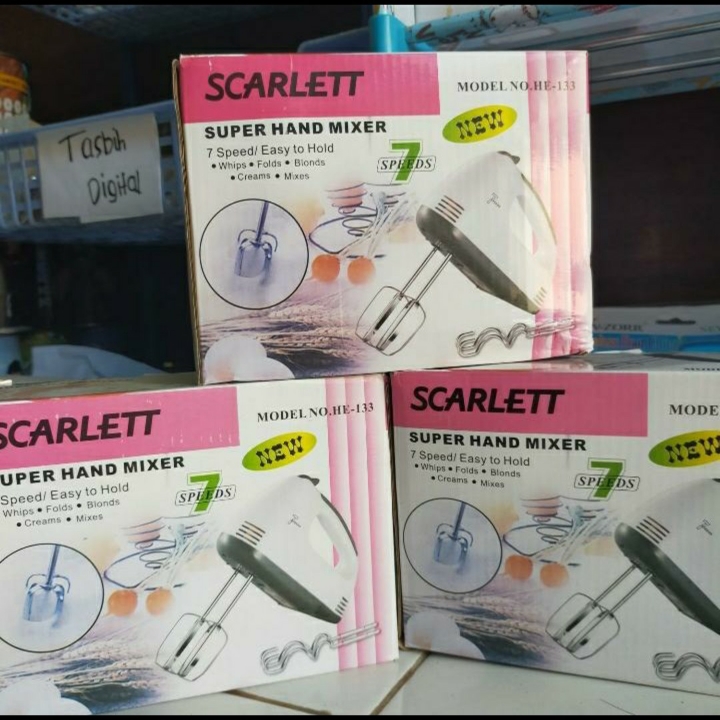 Tasbih
Digital
SCARLETT
MODEL NO.HE-133
SUPER HAND MIXER
NEW
7 Speed/ Easy to Hold
• Whips • Folds • Blonds
• Creams • Mixes
7
SPEEDS
SCARLETT
MODEL NO.HE-133
SUPER HAND MIXER
NEW
Speed/ Easy to Hold
Whips • Folds • Blonds
• Creams • Mixes
7
SPEEDS
SCARLETT
MODE
SUPER HAND MIXER
NEW
7 Speed/ Easy to Hold
• Whips • Folds • Blonds
• Creams • Mixes
7
SPEEDS